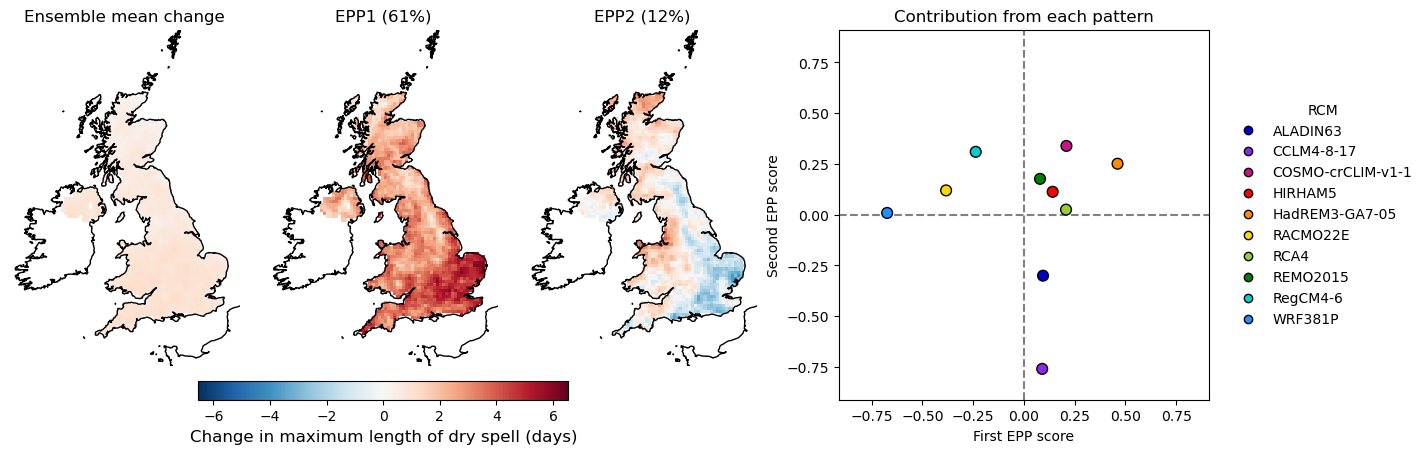 Ensemble mean change
EPP1 (61%)
EPP2 (12%)
Contribution from each pattern
−6 −4 −2 0 2 4 6
Change in maximum length of dry spell (days)
Second EPP score
0.75
0.50
0.25
0.00
−0.25
−0.50
−0.75
−0.75 −0.50 −0.25 0.00 0.25 0.50 0.75
First EPP score
RCM
ALADIN63
CCLM4-8-17
COSMO-crCLIM-v1-1
HIRHAM5
HadREM3-GA7-05
RACMO22E
RCA4
REMO2015
RegCM4-6
WRF381P